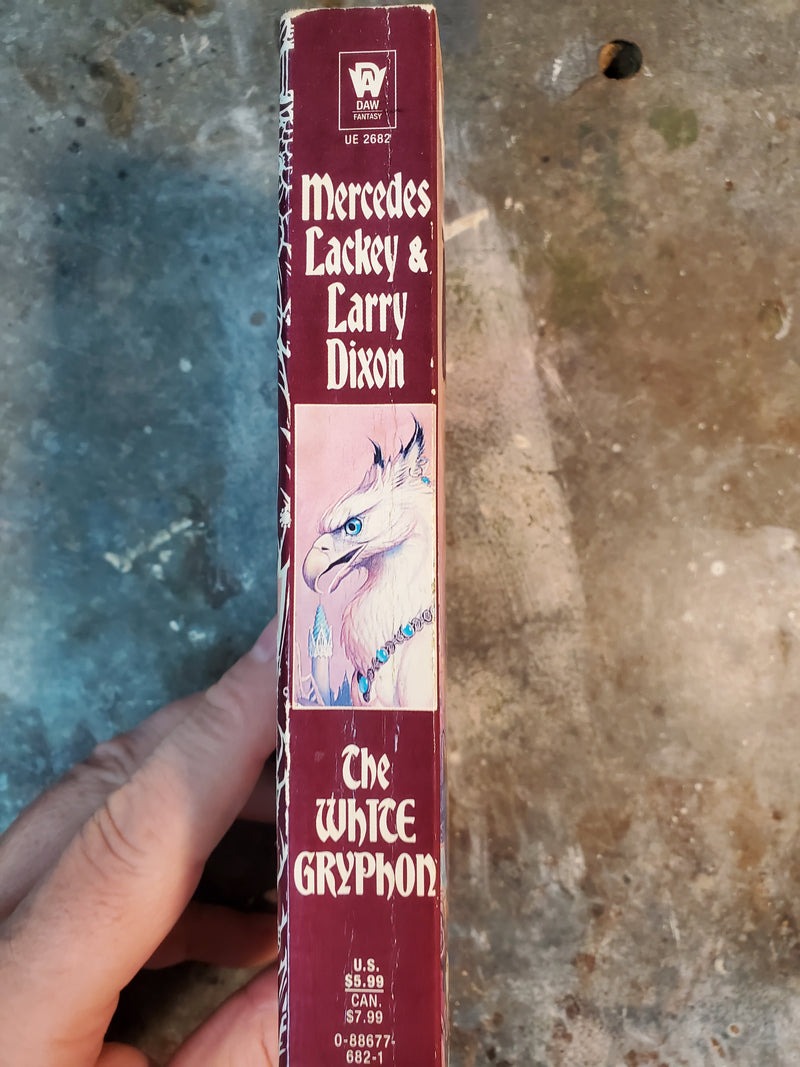 DAW
FANTASY
UE 2682
Mercedes
Lackey &
Larry
Dixon
The
WhITE
GRYPhON
U.S.
$5.99
CAN.
$7.99
0-88677-
682-1